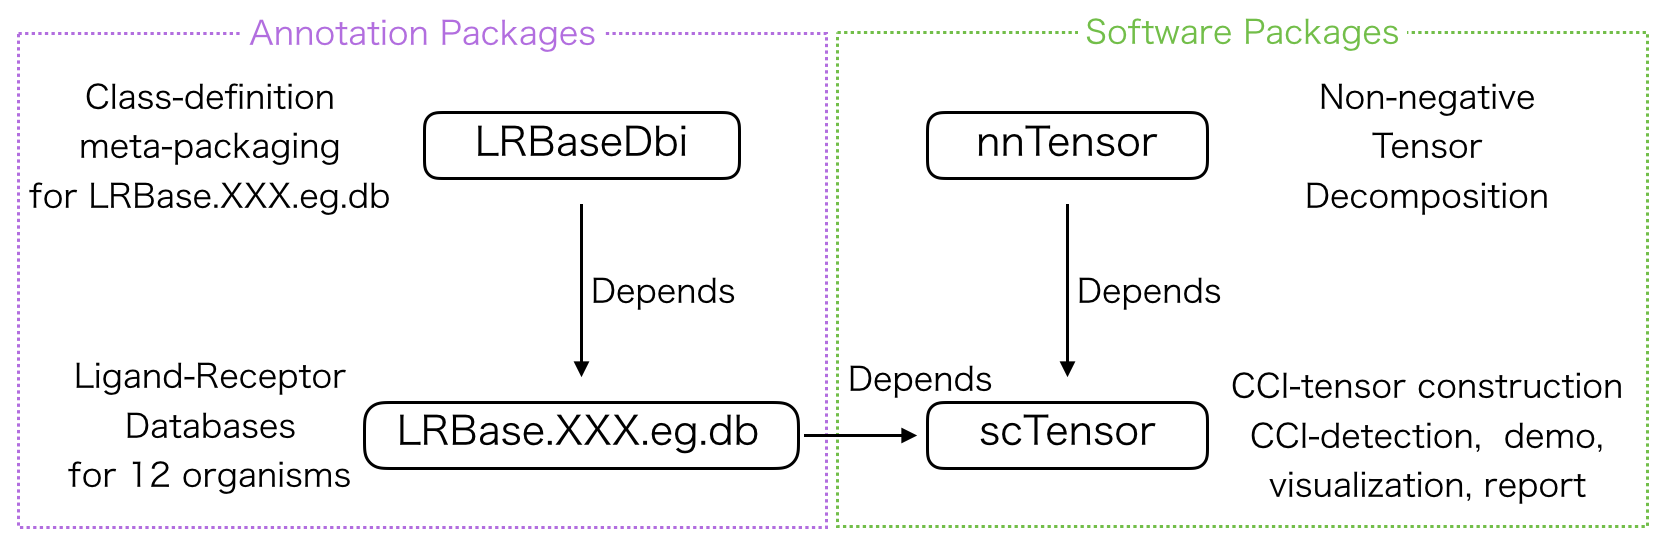 Annotation Packages
Class-definition
meta-packaging
for LRBase.XXX.eg.db
LRBaseDbi
Depends
Ligand-Receptor
Databases
for 12 organisms
LRBase.XXX.eg.db
Depends
Software Packages
nnTensor
Non-negative
Tensor
Decomposition
Depends
scTensor
CCI-tensor construction
CCI-detection, demo,
visualization, report